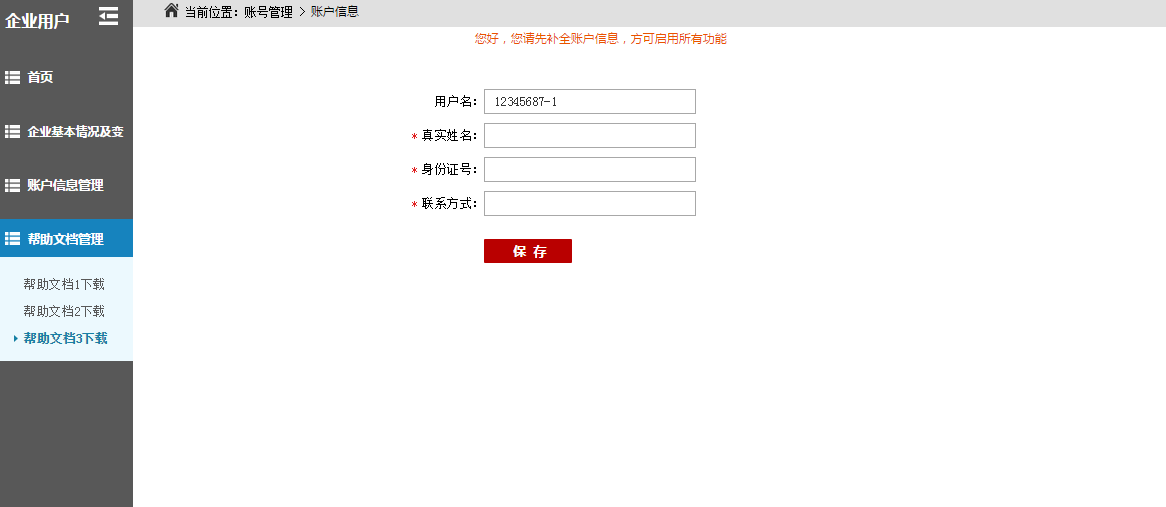 企业用户
首页
企业基本情况及变
账户信息管理
帮助文档管理
帮助文档1下载
帮助文档2下载
帮助文档3下载
当前位置：账号管理 > 账户信息
您好，您请先补全账户信息，方可启用所有功能
用户名： 12345687-1
* 真实姓名：
* 身份证号：
* 联系方式：
保 存